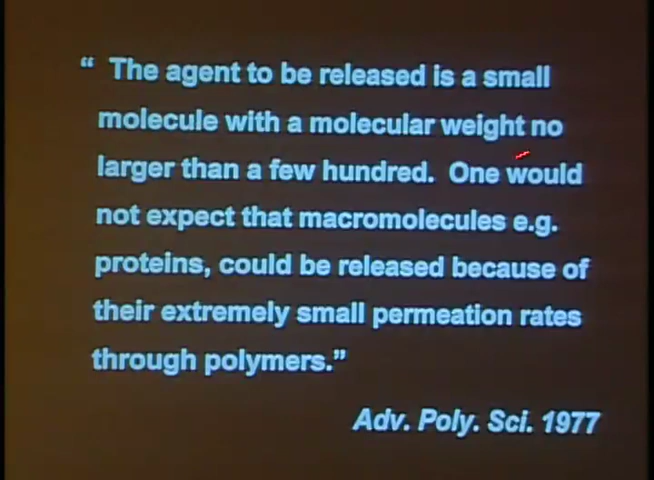 “ The agent to be released is a small
molecule with a molecular weight no
larger than a few hundred. One would
not expect that macromolecules e.g.
proteins, could be released because of
their extremely small permeation rates
through polymers.”
Adv. Poly. Sci. 1977